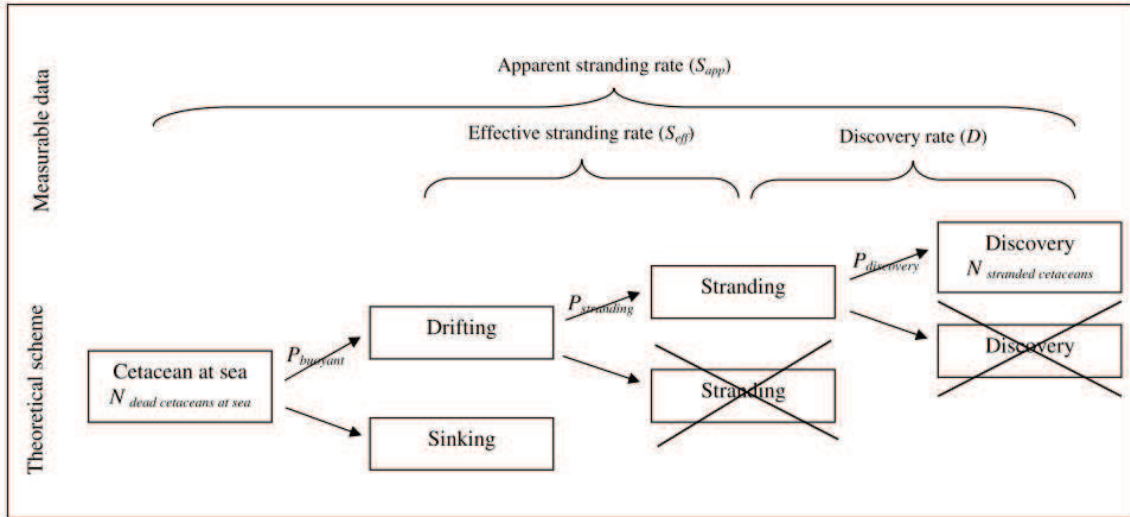 Measurable data
Apparent stranding rate (Sapp)
Effective stranding rate (Seff)
Discovery rate (D)
Theoretical scheme
Cetacean at sea
N dead cetaceans at sea
Pbuoyant
Drifting
Sinking
Pstranding
Stranding
Stranding
Pdiscovery
Discovery
N stranded cetaceans
Discovery